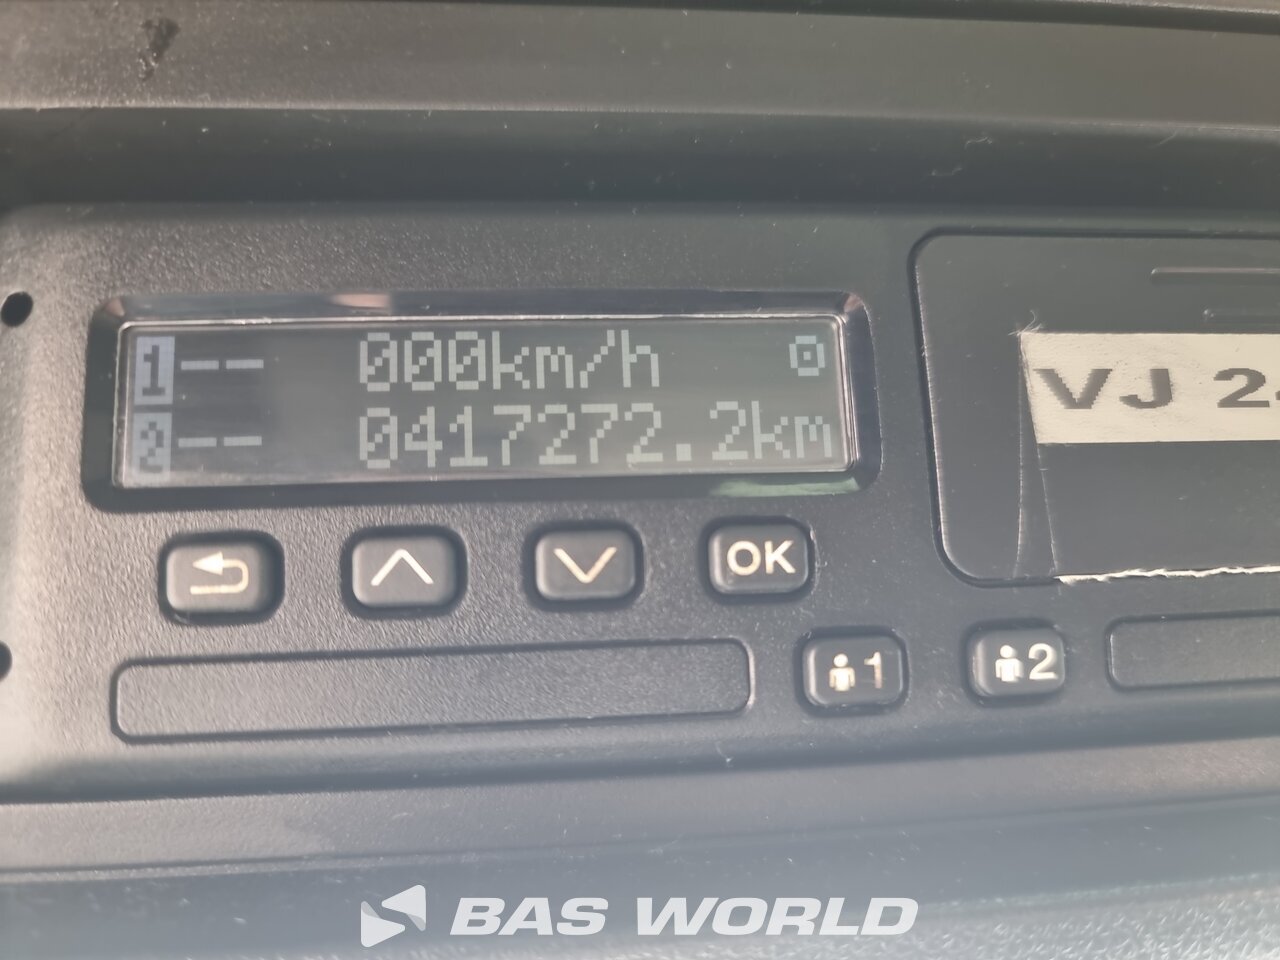 1-- 000km/h
2-- 0417272.2km
VJ 2
OK
1
2
BAS WORLD